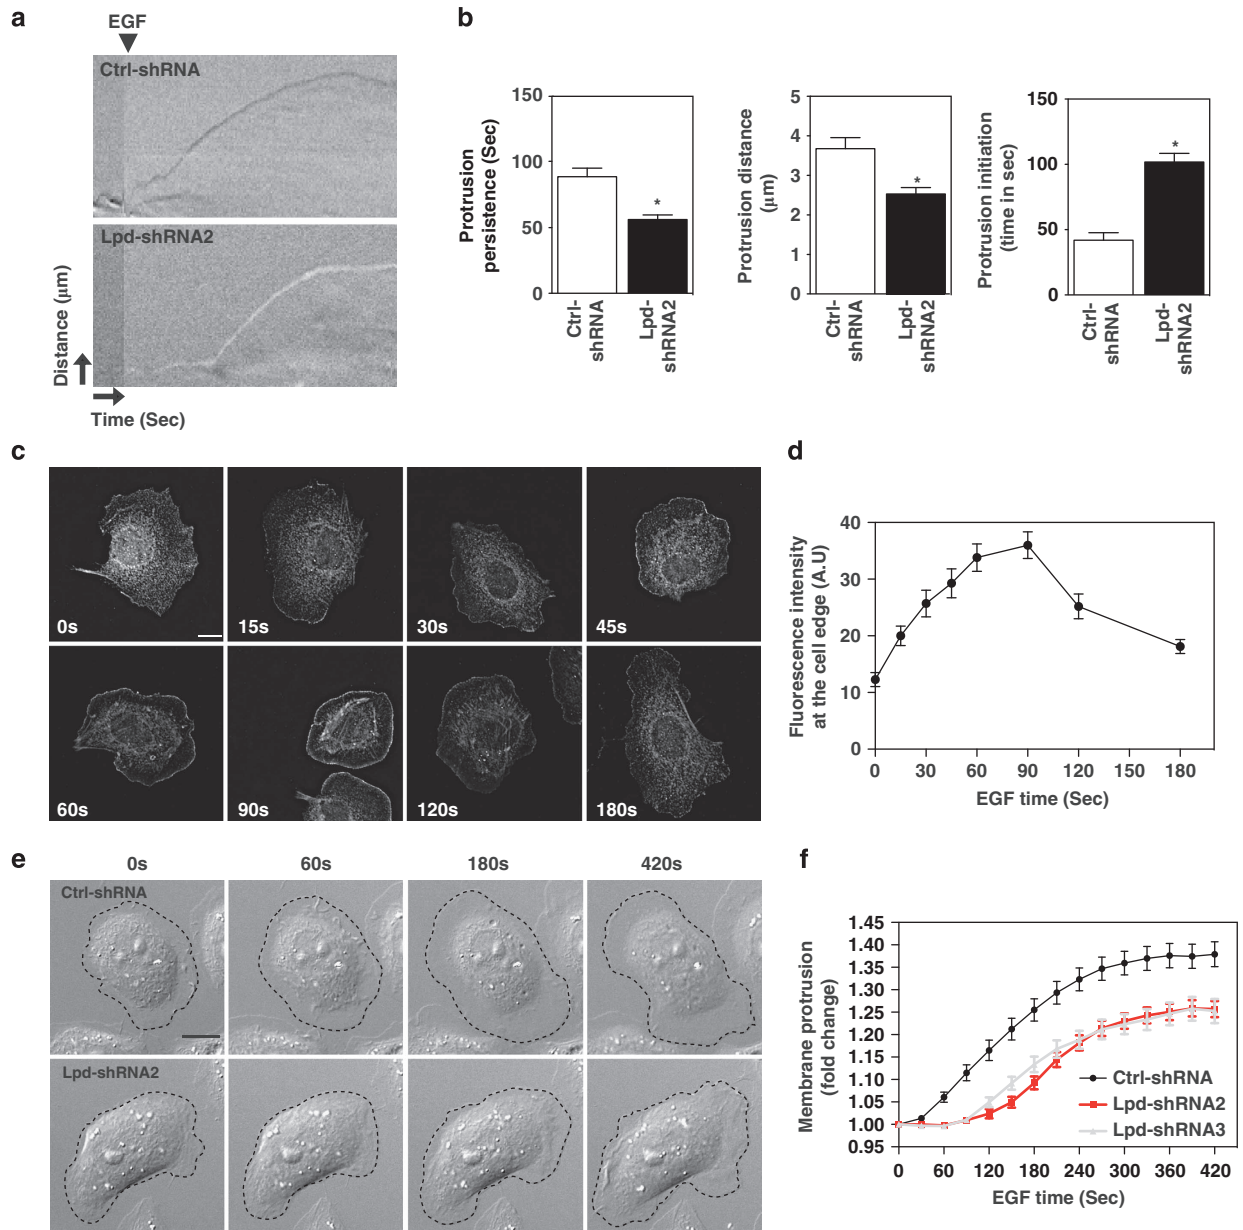 a
EGF
Ctrl-shRNA
Lpd-shRNA2
Distance (μm)
Time (Sec)
b
Protrusion
persistence (Sec)
150
100
50
0
Ctrl-
shRNA
Lpd-
shRNA2
*
Protrusion distance
(μm)
5
4
3
2
1
0
Ctrl-
shRNA
Lpd-
shRNA2
*
Protrusion initiation
(time in sec)
150
100
50
0
Ctrl-
shRNA
Lpd-
shRNA2
*
c
0s
15s
30s
45s
60s
90s
120s
180s
d
Fluorescence intensity
at the cell edge (A.U)
40
30
20
10
0
0 30 60 90 120 150 180
EGF time (Sec)
e
0s 60s 180s 420s
Ctrl-shRNA
Lpd-shRNA2
f
Membrane protrusion
(fold change)
1.45
1.40
1.35
1.30
1.25
1.20
1.15
1.10
1.05
1.00
0.95
Ctrl-shRNA
Lpd-shRNA2
Lpd-shRNA3
0 60 120 180 240 300 360 420
EGF time (Sec)